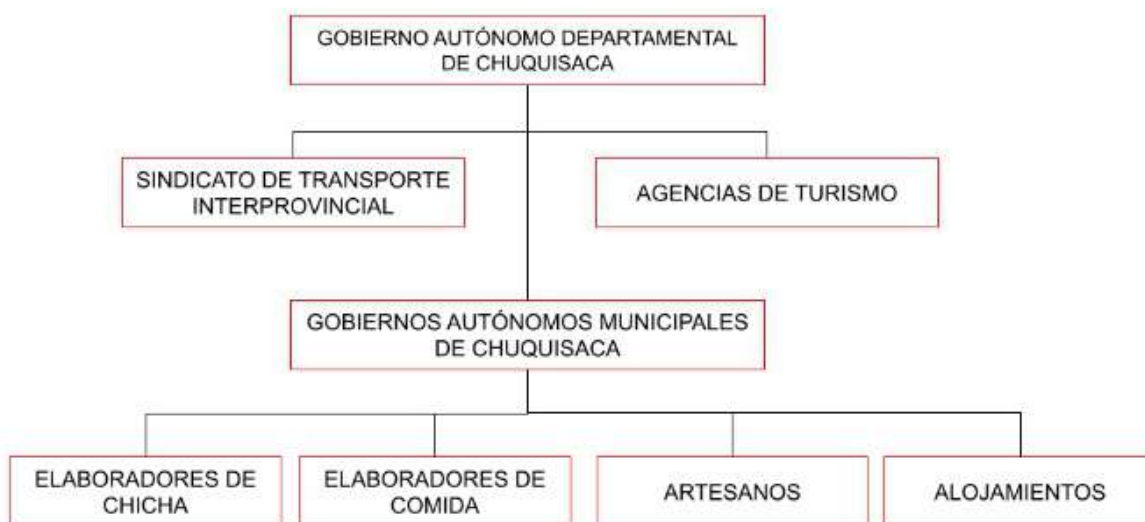 GOBIERNO AUTÓNOMO DEPARTAMENTAL
DE CHUQUISACA
SINDICATO DE TRANSPORTE
INTERPROVINCIAL
AGENCIAS DE TURISMO
GOBIERNOS AUTÓNOMOS MUNICIPALES
DE CHUQUISACA
ELABORADORES DE
CHICHA
ELABORADORES DE
COMIDA
ARTESANOS
ALOJAMIENTOS